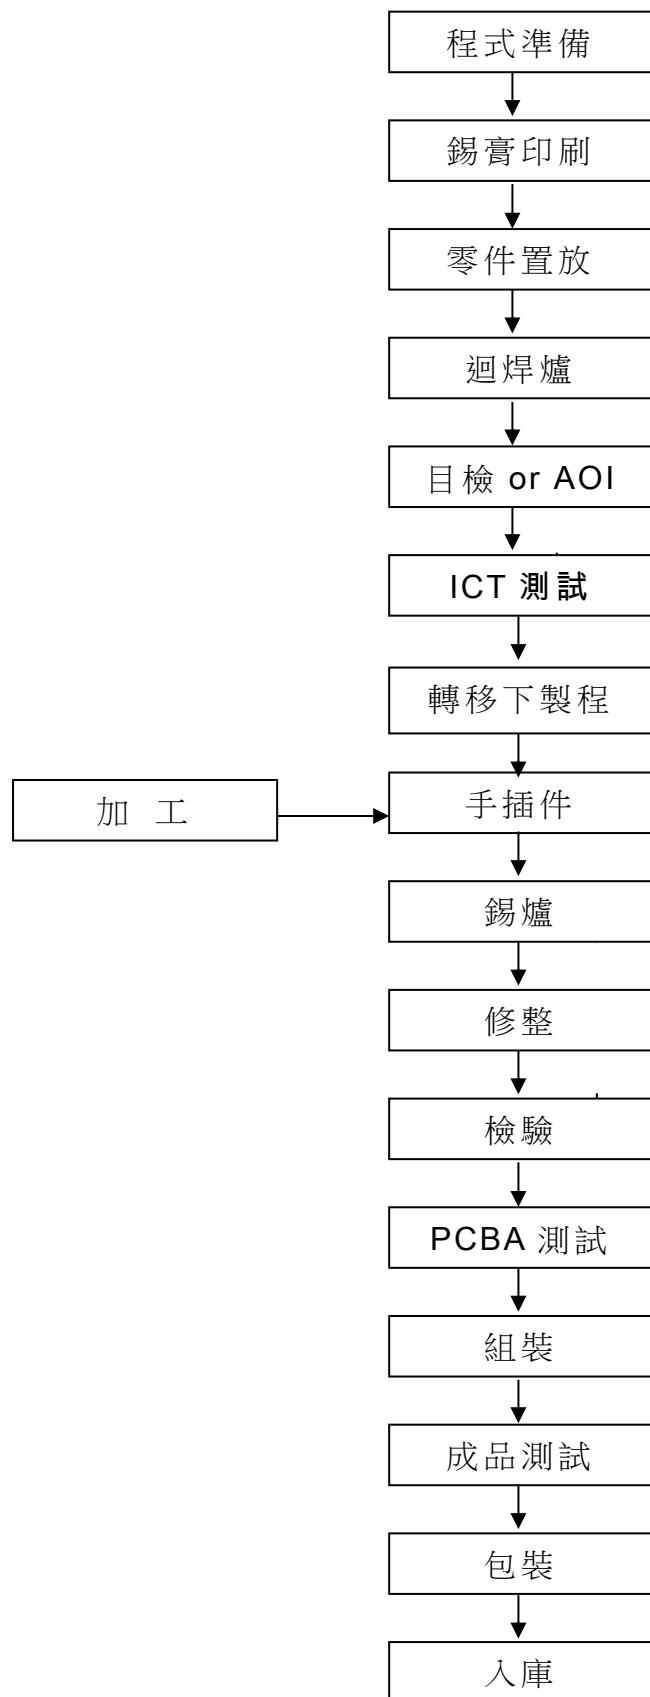 程式準備
錫膏印刷
零件置放
迴焊爐
目檢 or AOI
ICT 測試
轉移下製程
加 工
手插件
錫爐
修整
檢驗
PCBA 測試
組裝
成品測試
包裝
入庫